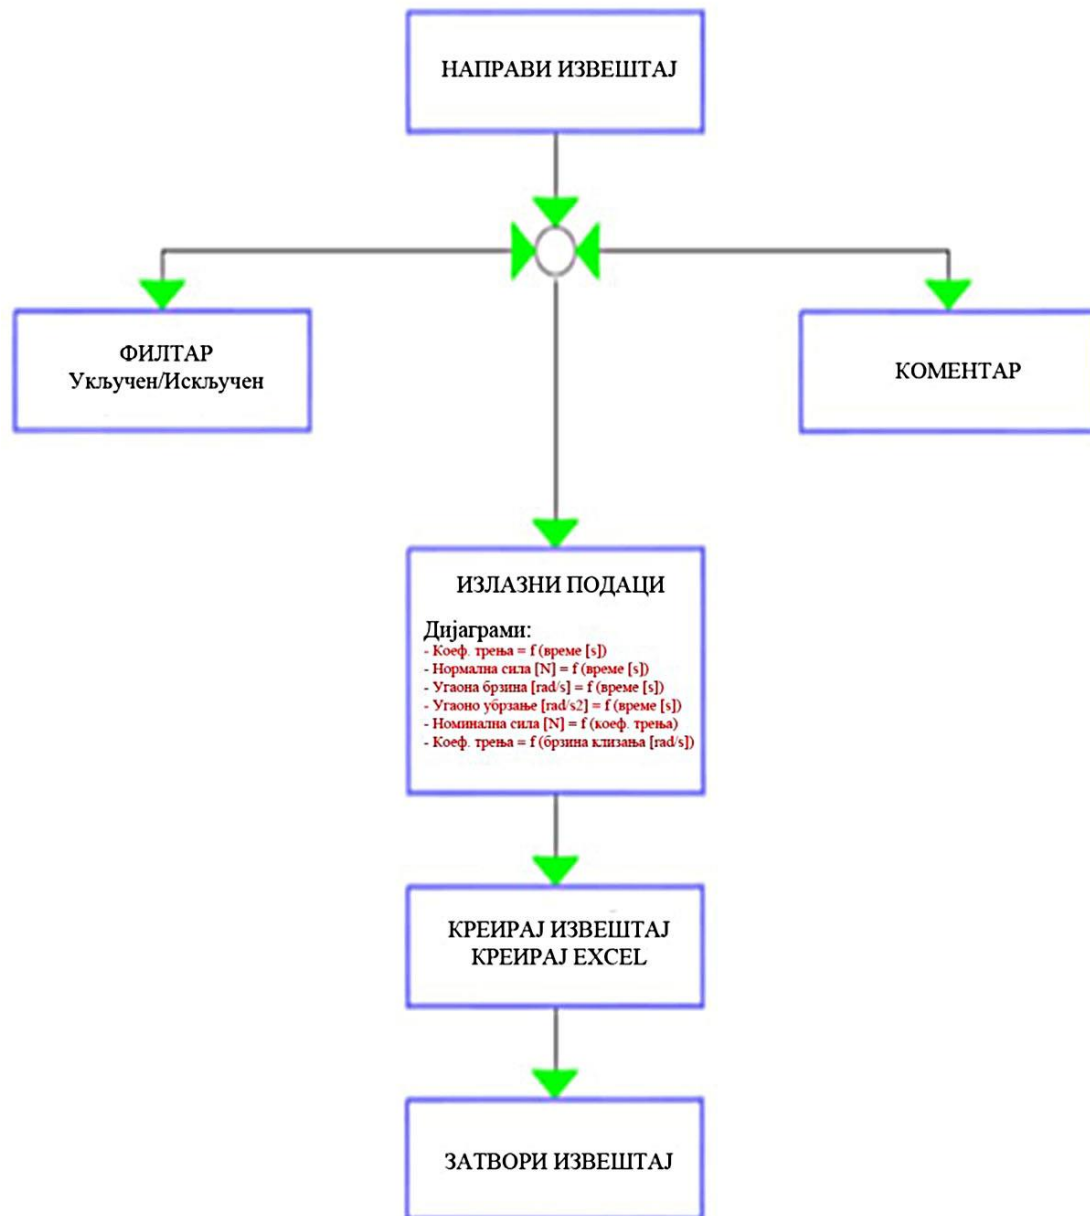 НАПРАВИ ИЗВЕШТАЈ
ФИЛТАР
Укључен/Искључен
КОМЕНТАР
ИЗЛАЗНИ ПОДАЦИ
Дијаграми:
- Коеф. трења = f (време [s])
- Нормална сила [N] = f (време [s])
- Угаона брзина [rad/s] = f (време [s])
- Угаоно убрзање [rad/s2] = f (време [s])
- Номинална сила [N] = f (коеф. трења)
- Коеф. трења = f (брзина клизања [rad/s])
КРЕИРАЈ ИЗВЕШТАЈ
КРЕИРАЈ EXCEL
ЗАТВОРИ ИЗВЕШТАЈ